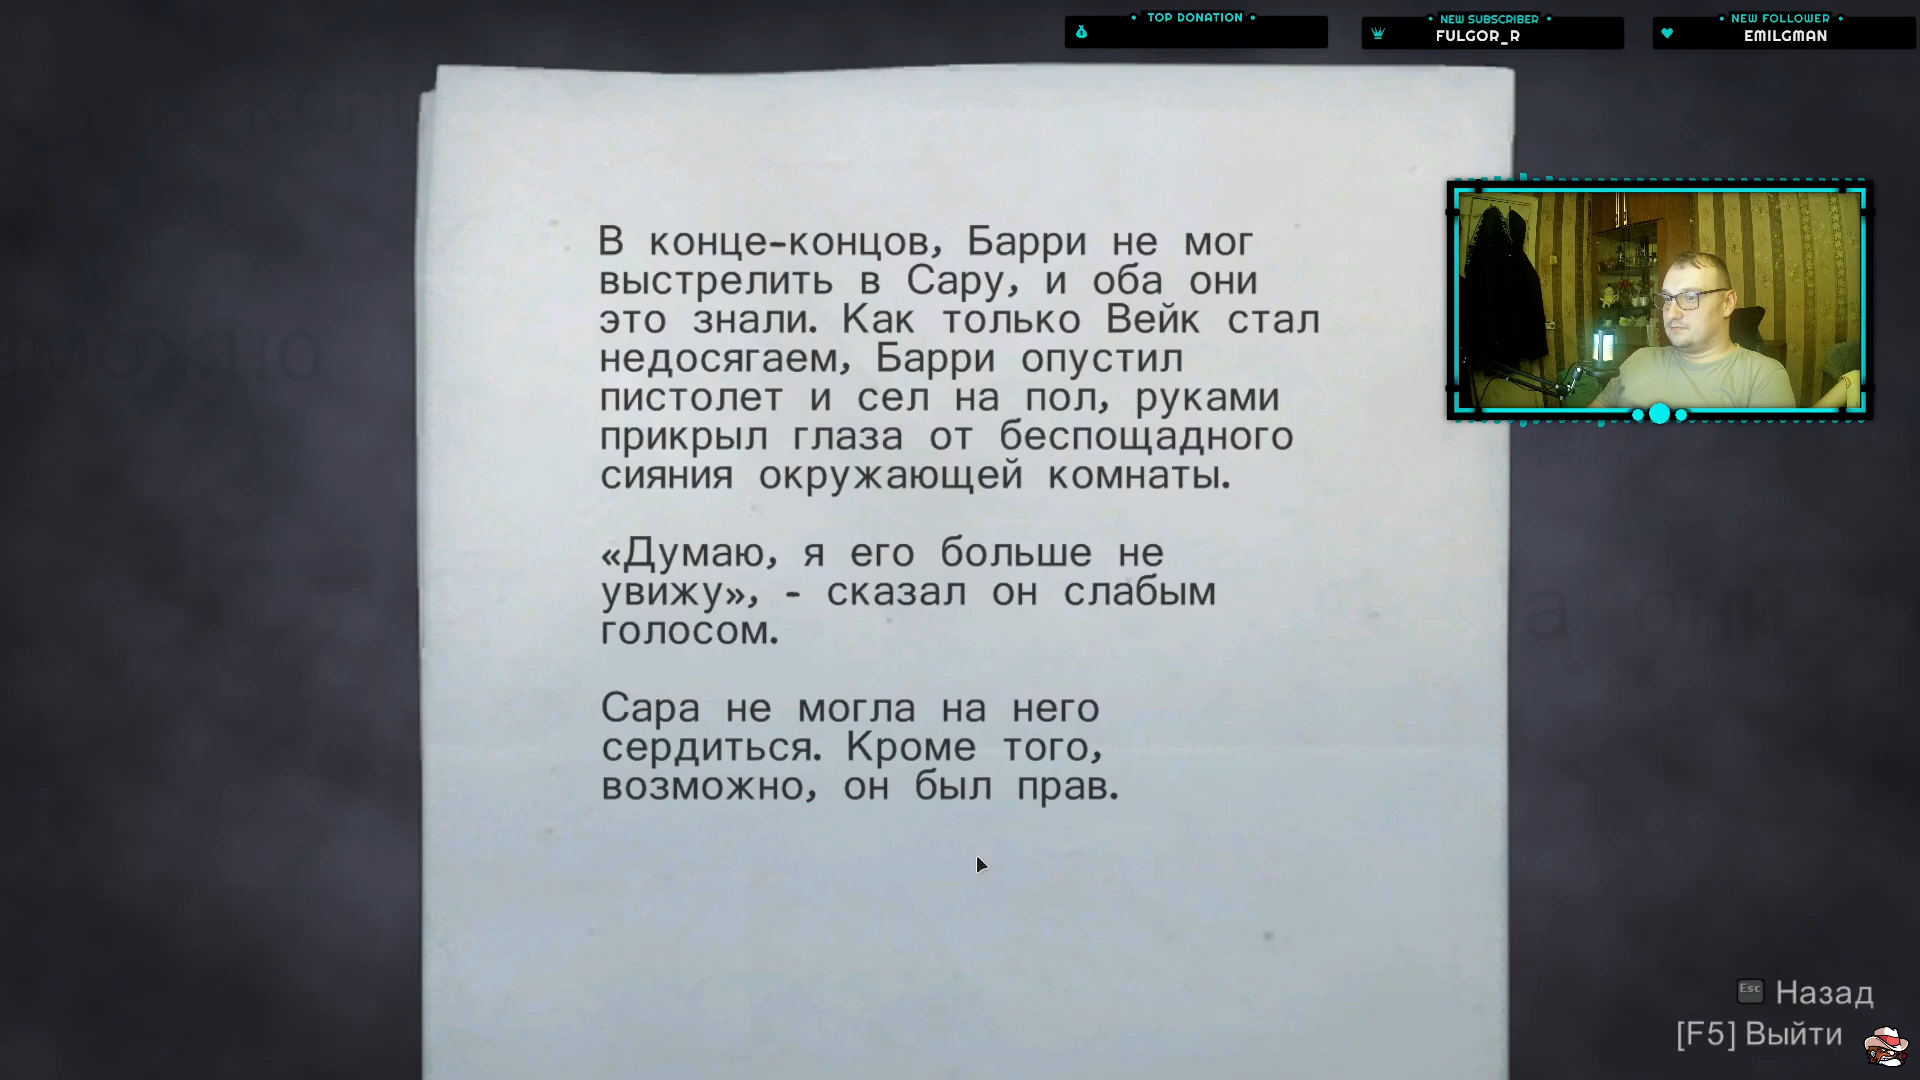 • TOP DONATION •
• NEW SUBSCRIBER •
FULGOR_R
• NEW FOLLOWER •
EMILGMAN
В конце-концов, Барри не мог
выстрелить в Сару, и оба они
это знали. Как только Вейк стал
недосягаем, Барри опустил
пистолет и сел на пол, руками
прикрыл глаза от беспощадного
сияния окружающей комнаты.
«Думаю, я его больше не
увижу», - сказал он слабым
голосом.
Сара не могла на него
сердиться. Кроме того,
возможно, он был прав.
Esc Назад
[F5] Выйти